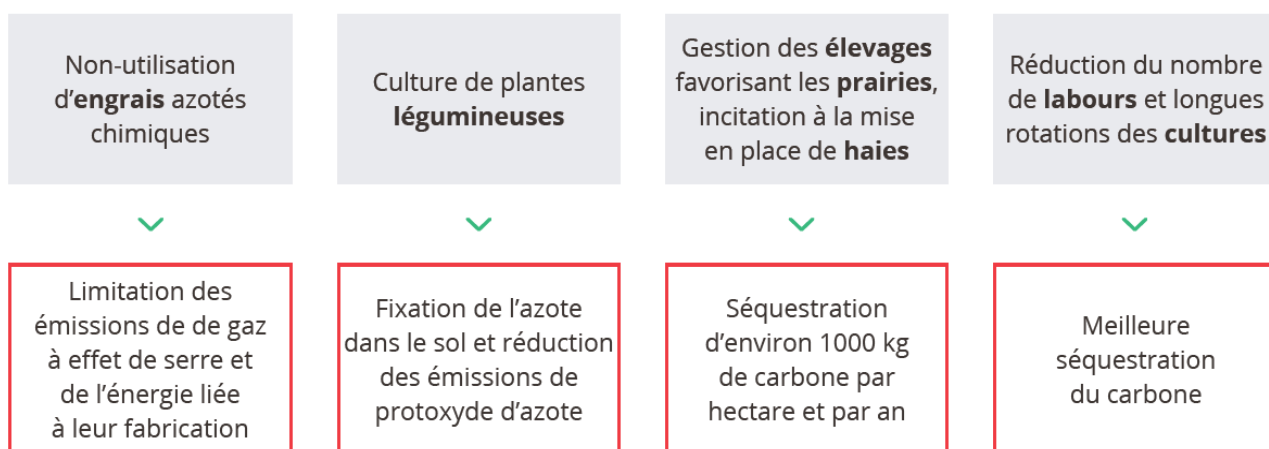 Non-utilisation
d'engrais azotés
chimiques
Culture de plantes
légumineuses
Gestion des élevages
favorisant les prairies,
incitation à la mise
en place de haies
Réduction du nombre
de labours et longues
rotations des cultures
Limitation des
émissions de de gaz
à effet de serre et
de l'énergie liée
à leur fabrication
Fixation de l'azote
dans le sol et réduction
des émissions de
protoxyde d'azote
Séquestration
d'environ 1000 kg
de carbone par
hectare et par an
Meilleure
séquestration
du carbone